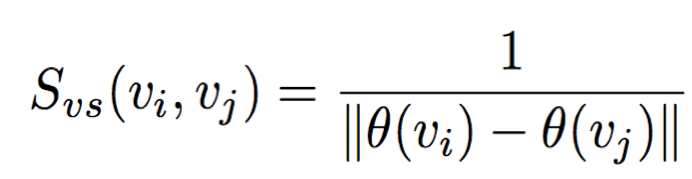 S_{vs}(v_i, v_j) = \frac{1}{\|\theta(v_i) - \theta(v_j)\|}